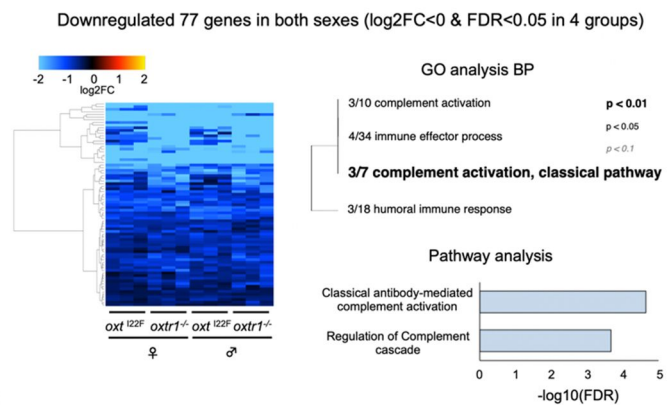 Downregulated 77 genes in both sexes (log2FC<0 & FDR<0.05 in 4 groups)
-2 -1 0 1 2
log2FC
oxt I22F oxtr1-/- oxt I22F oxtr1-/-
♀ ♂
GO analysis BP
3/10 complement activation
4/34 immune effector process
3/7 complement activation, classical pathway
3/18 humoral immune response
p < 0.01
p < 0.05
p < 0.1
Pathway analysis
Classical antibody-mediated
complement activation
Regulation of Complement
cascade
0 1 2 3 4 5
-log10(FDR)